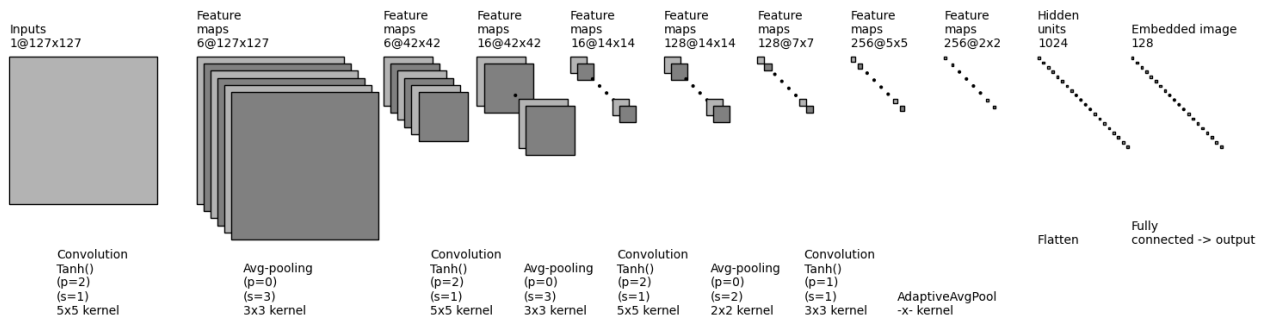 Inputs
1@127x127
Feature
maps
6@127x127
Feature
maps
6@42x42
Feature
maps
16@42x42
Feature
maps
16@14x14
Feature
maps
128@14x14
Feature
maps
128@7x7
Feature
maps
256@5x5
Feature
maps
256@2x2
Hidden
units
1024
Embedded image
128
Convolution
Tanh()
(p=2)
(s=1)
5x5 kernel
Avg-pooling
(p=0)
(s=3)
3x3 kernel
Convolution
Tanh()
(p=2)
(s=1)
5x5 kernel
Avg-pooling
(p=0)
(s=3)
3x3 kernel
Convolution
Tanh()
(p=2)
(s=1)
5x5 kernel
Avg-pooling
(p=0)
(s=2)
2x2 kernel
Convolution
Tanh()
(p=1)
(s=1)
3x3 kernel
AdaptiveAvgPool
-x- kernel
Flatten
Fully
connected -> output